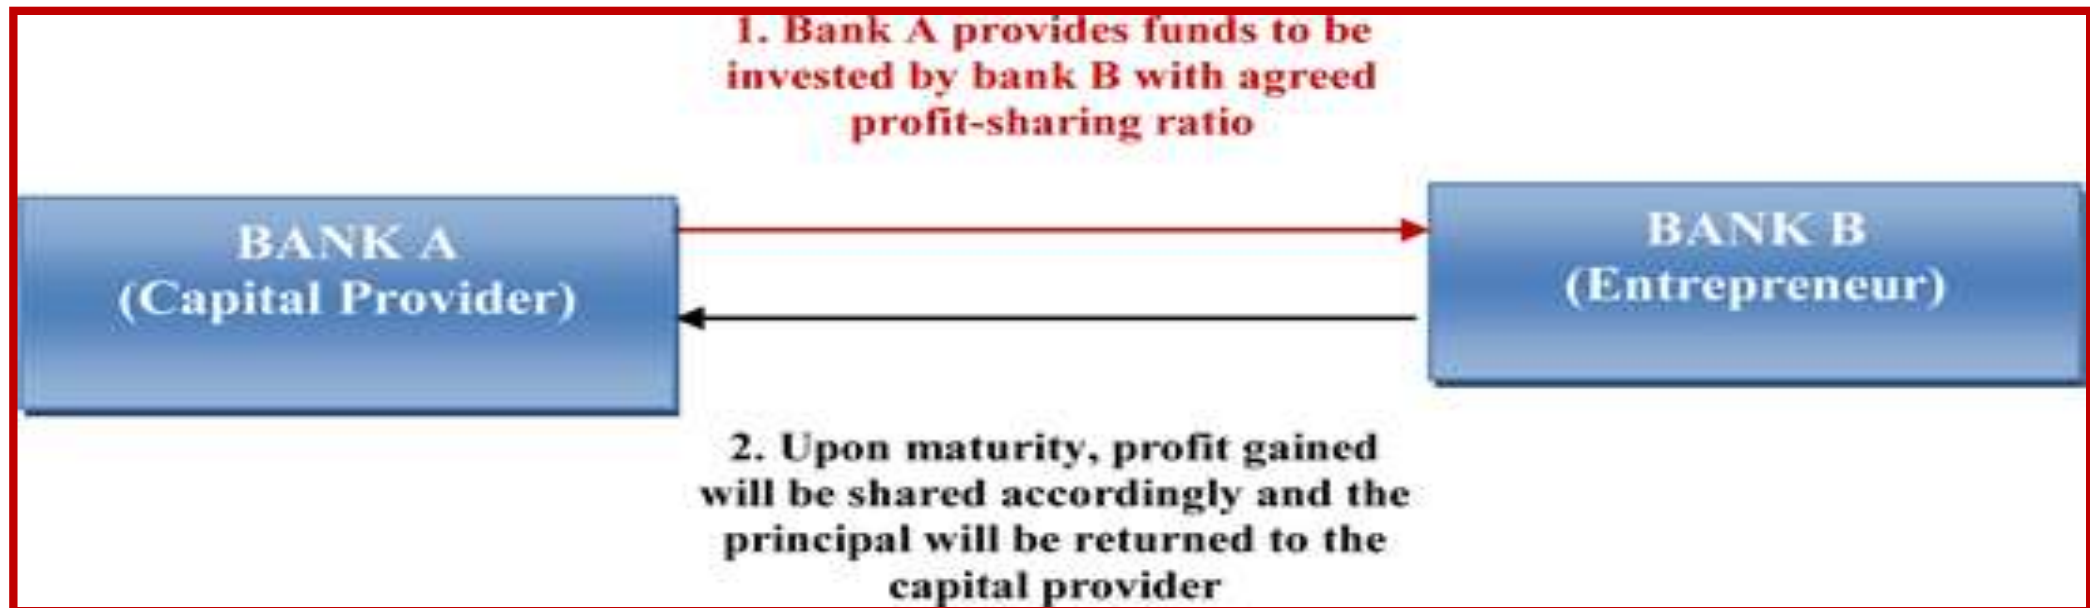 1. Bank A provides funds to be
invested by bank B with agreed
profit-sharing ratio
BANK A
(Capital Provider)
BANK B
(Entrepreneur)
2. Upon maturity, profit gained
will be shared accordingly and the
principal will be returned to the
capital provider